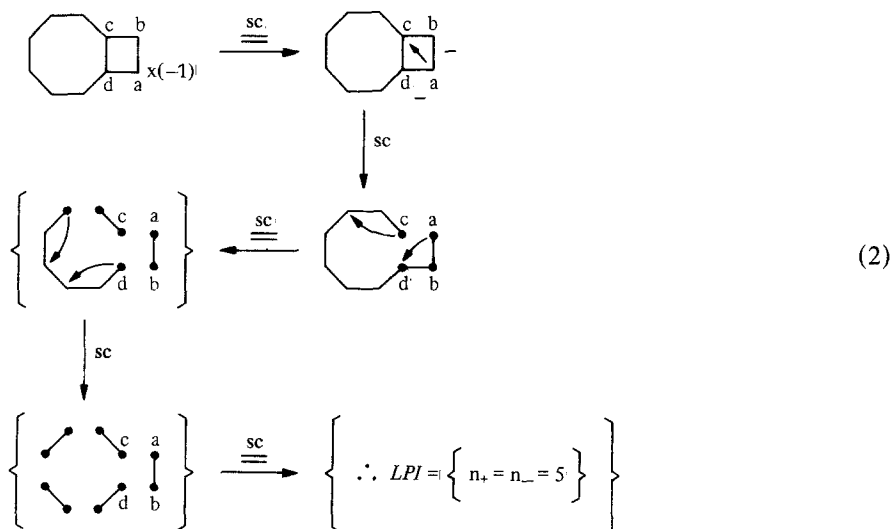 c b c b
sc
d a x(-1) d a
− −
sc
c a sc c a
d b d b
(2)
sc
c a sc
d b
∴ LPI = { n₊ = n₋ = 5 }